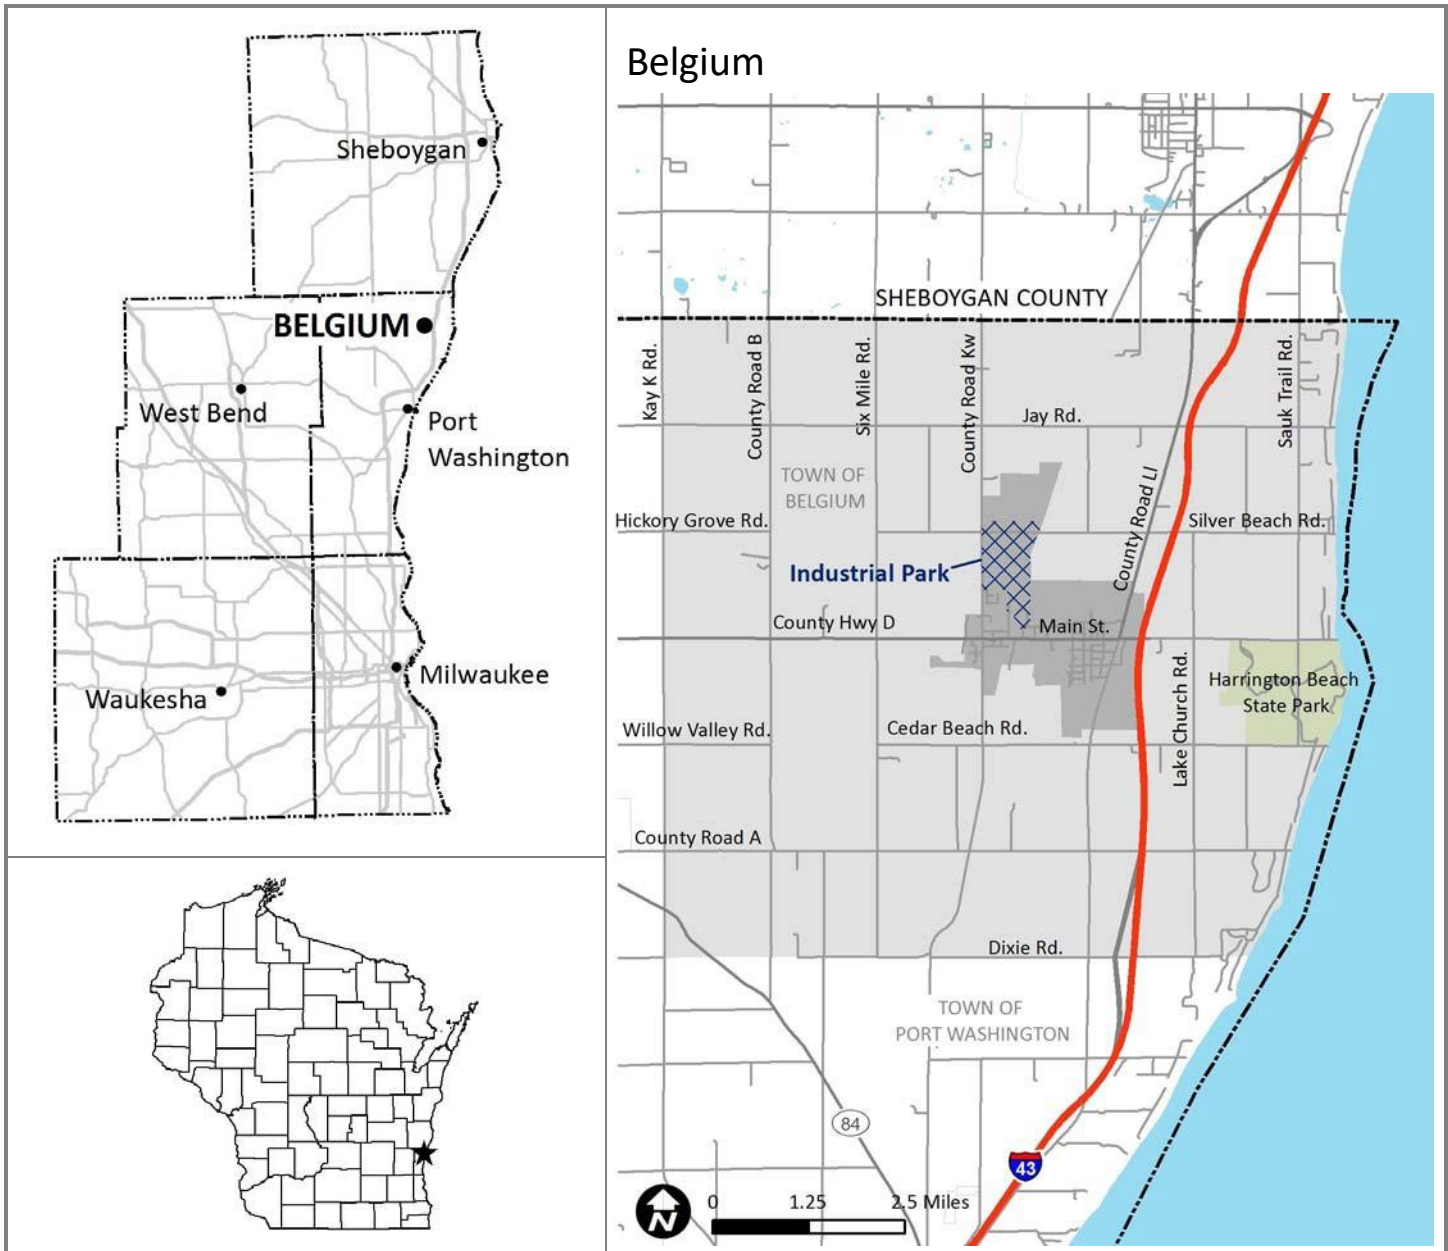 Sheboygan
BELGIUM
West Bend
Port
Washington
Milwaukee
Waukesha
Belgium
SHEBOYGAN COUNTY
Kay K Rd.
County Road B
Six Mile Rd.
County Road Kw
Jay Rd.
Sauk Trail Rd.
TOWN OF
BELGIUM
County Road LI
Hickory Grove Rd.
Silver Beach Rd.
Industrial Park
County Hwy D
Main St.
Lake Church Rd.
Harrington Beach
State Park
Willow Valley Rd.
Cedar Beach Rd.
County Road A
Dixie Rd.
TOWN OF
PORT WASHINGTON
84
43
N
0 1.25 2.5 Miles